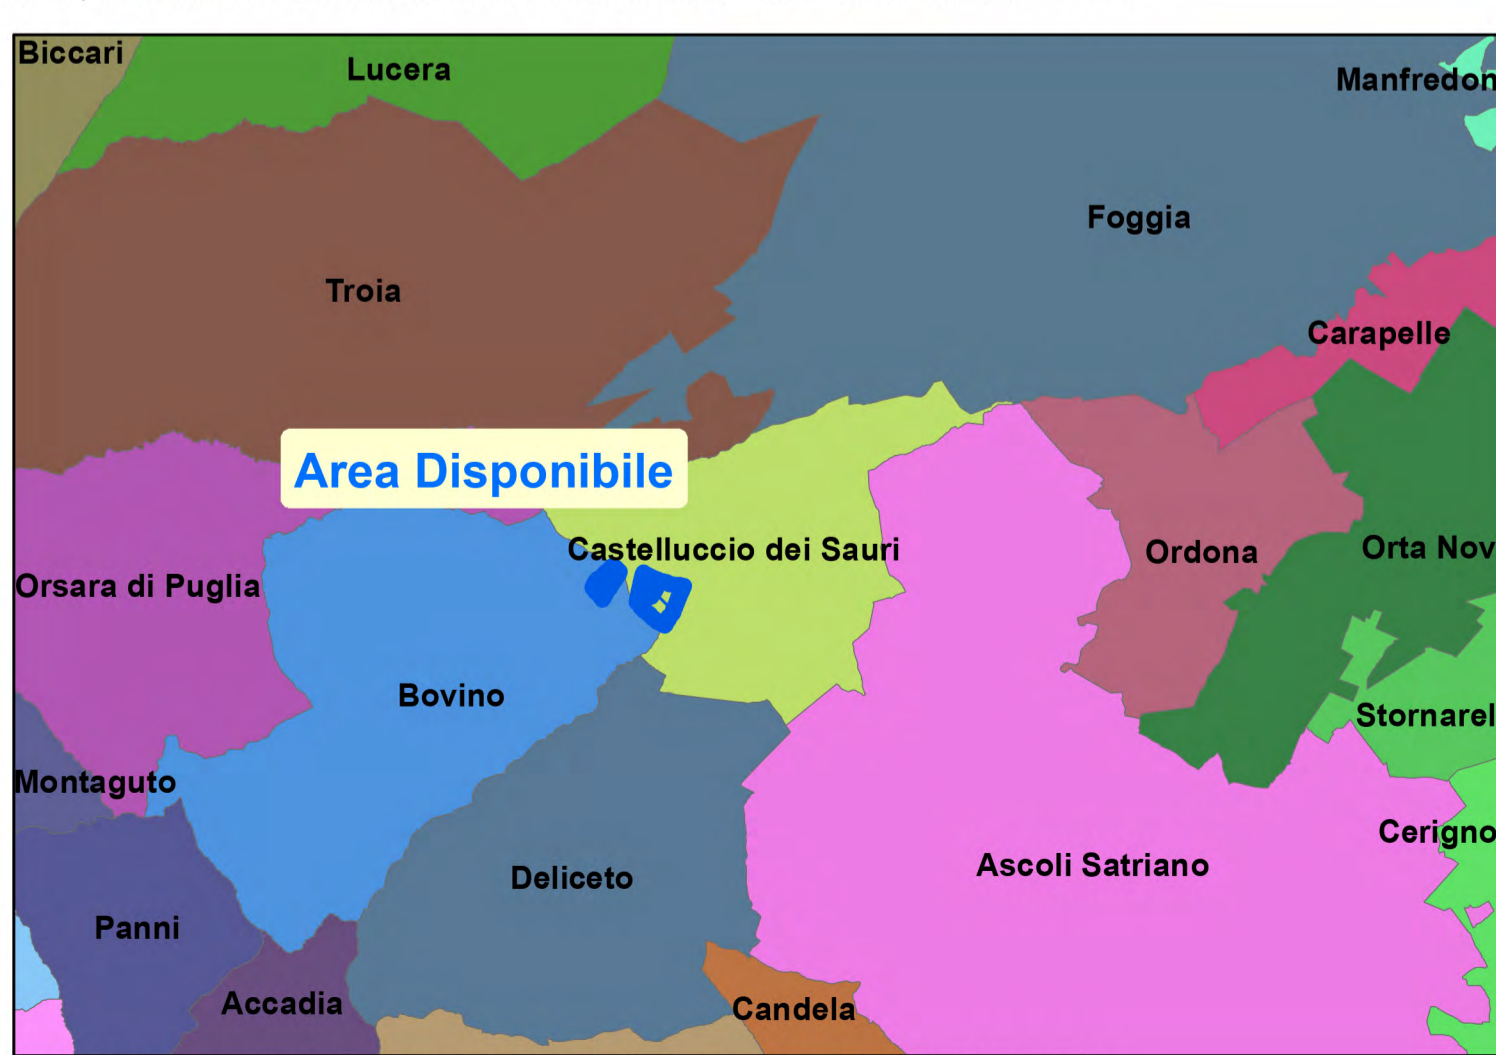 Biccari
Lucera
Manfredon
Foggia
Troia
Carapelle
Area Disponibile
Castelluccio dei Sauri
Ordona
Orta Nov
Orsara di Puglia
Bovino
Stornarel
Montaguto
Cerigno
Ascoli Satriano
Deliceto
Panni
Accadia
Candela